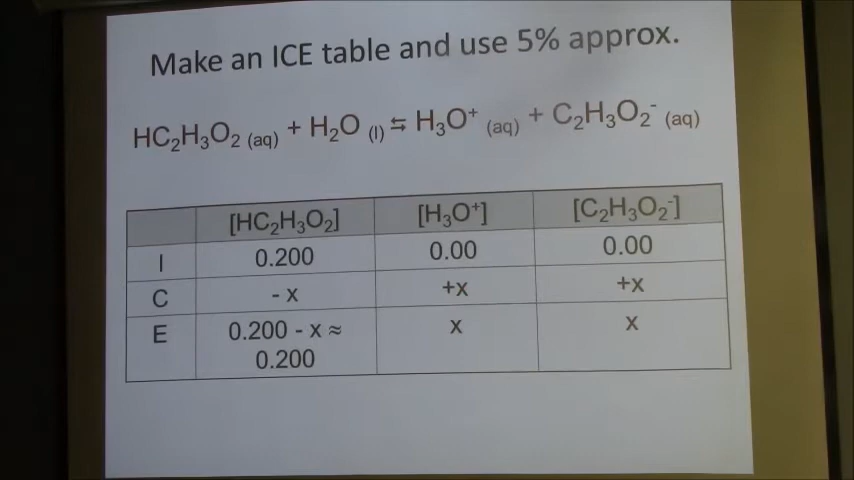 Make an ICE table and use 5% approx.
HC₂H₃O₂ (aq) + H₂O (l) ⇆ H₃O⁺ (aq) + C₂H₃O₂⁻ (aq)
[HC₂H₃O₂] [H₃O⁺] [C₂H₃O₂⁻]
I 0.200 0.00 0.00
C - x +x +x
E 0.200 - x ≈ x x
0.200